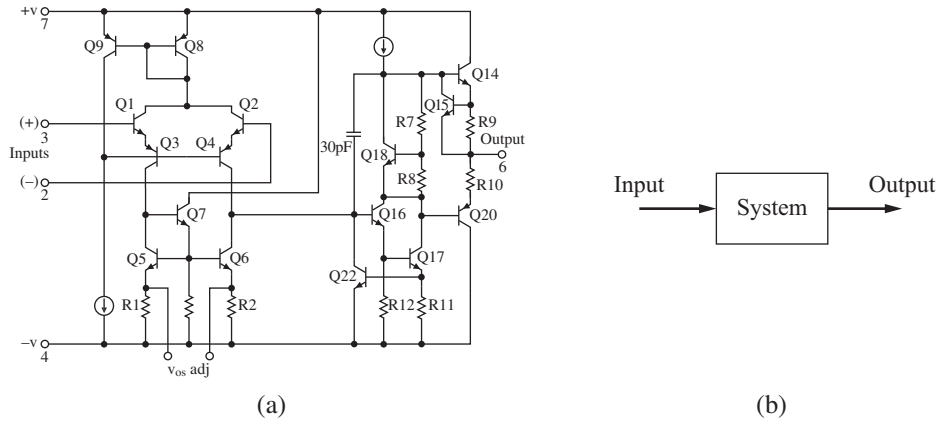 +v
7
Q9
Q8
Q14
Q1
Q2
Q15
(+)
3
R7
R9
Output
6
Inputs
Q3
Q4
30pF
Q18
(−)
2
R8
R10
Q7
Q16
Q20
Q5
Q6
Q17
Q22
R1
R2
R12
R11
−v
4
vos adj
(a)
Input
Output
System
(b)